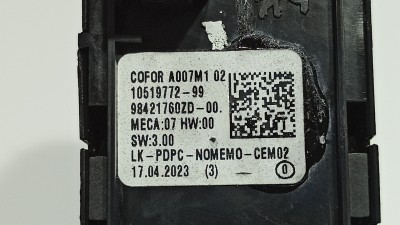 COFOR A007M1 02
10519772-99
98421760ZD-00.
MECA:07 HW:00
SW:3.00
LK-PDPC-NOMEMO-CEM02
17.04.2023 (3) 0